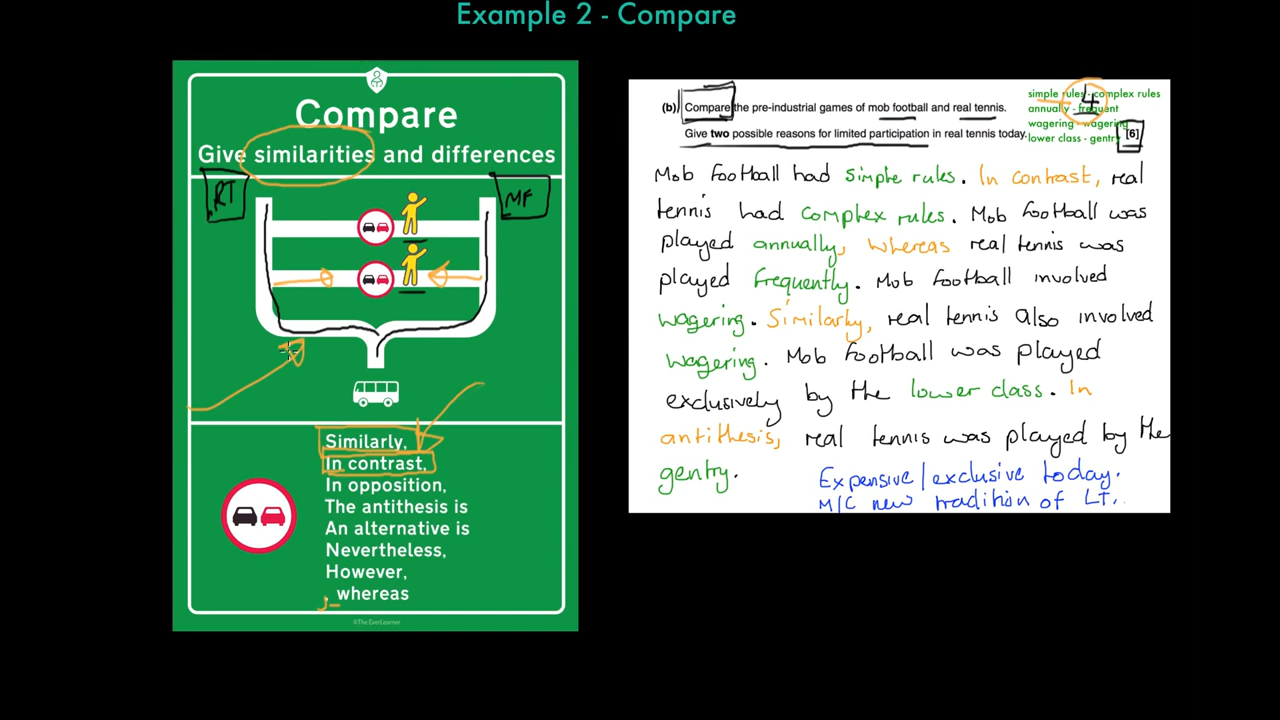 Example 2 - Compare
Compare
Give similarities and differences
RT
MF
Similarly,
In contrast,
In opposition,
The antithesis is
An alternative is
Nevertheless,
However,
, whereas
©The EverLearner
(b) Compare the pre-industrial games of mob football and real tennis.
Give two possible reasons for limited participation in real tennis today.
[6]
simple rules - complex rules
annually - frequent
wagering - wagering
lower class - gentry
4
Mob football had simple rules. In contrast, real
tennis had complex rules. Mob football was
played annually, whereas real tennis was
played frequently. Mob football involved
wagering. Similarly, real tennis also involved
wagering. Mob football was played
exclusively by the lower class. In
antithesis, real tennis was played by the
gentry.
Expensive/exclusive today.
M/C new tradition of LT.